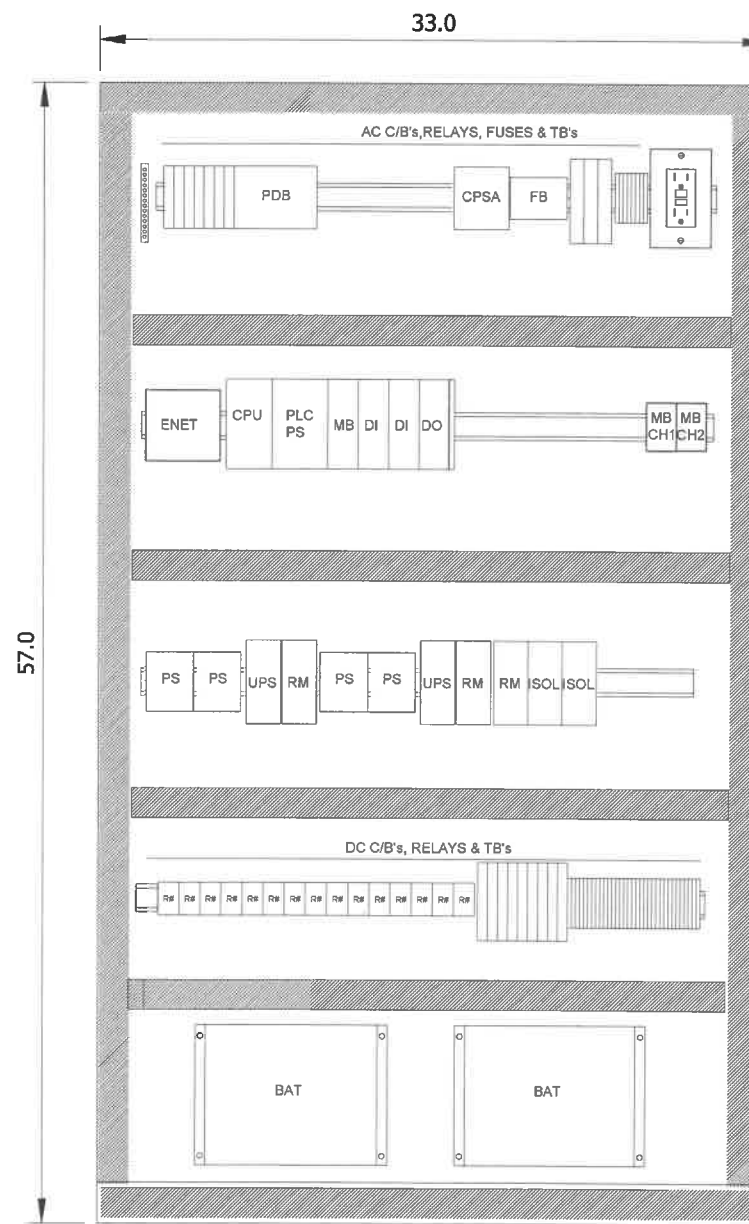 33.0
57.0
AC C/B's,RELAYS, FUSES & TB's
PDB
CPSA
FB
ENET
CPU
PLC
PS
MB
DI
DI
DO
MB
CH1
MB
CH2
PS
PS
UPS
RM
PS
PS
UPS
RM
RM
ISOL
ISOL
DC C/B's, RELAYS & TB's
R# R# R# R# R# R# R# R# R# R# R# R# R# R# R#
BAT
BAT